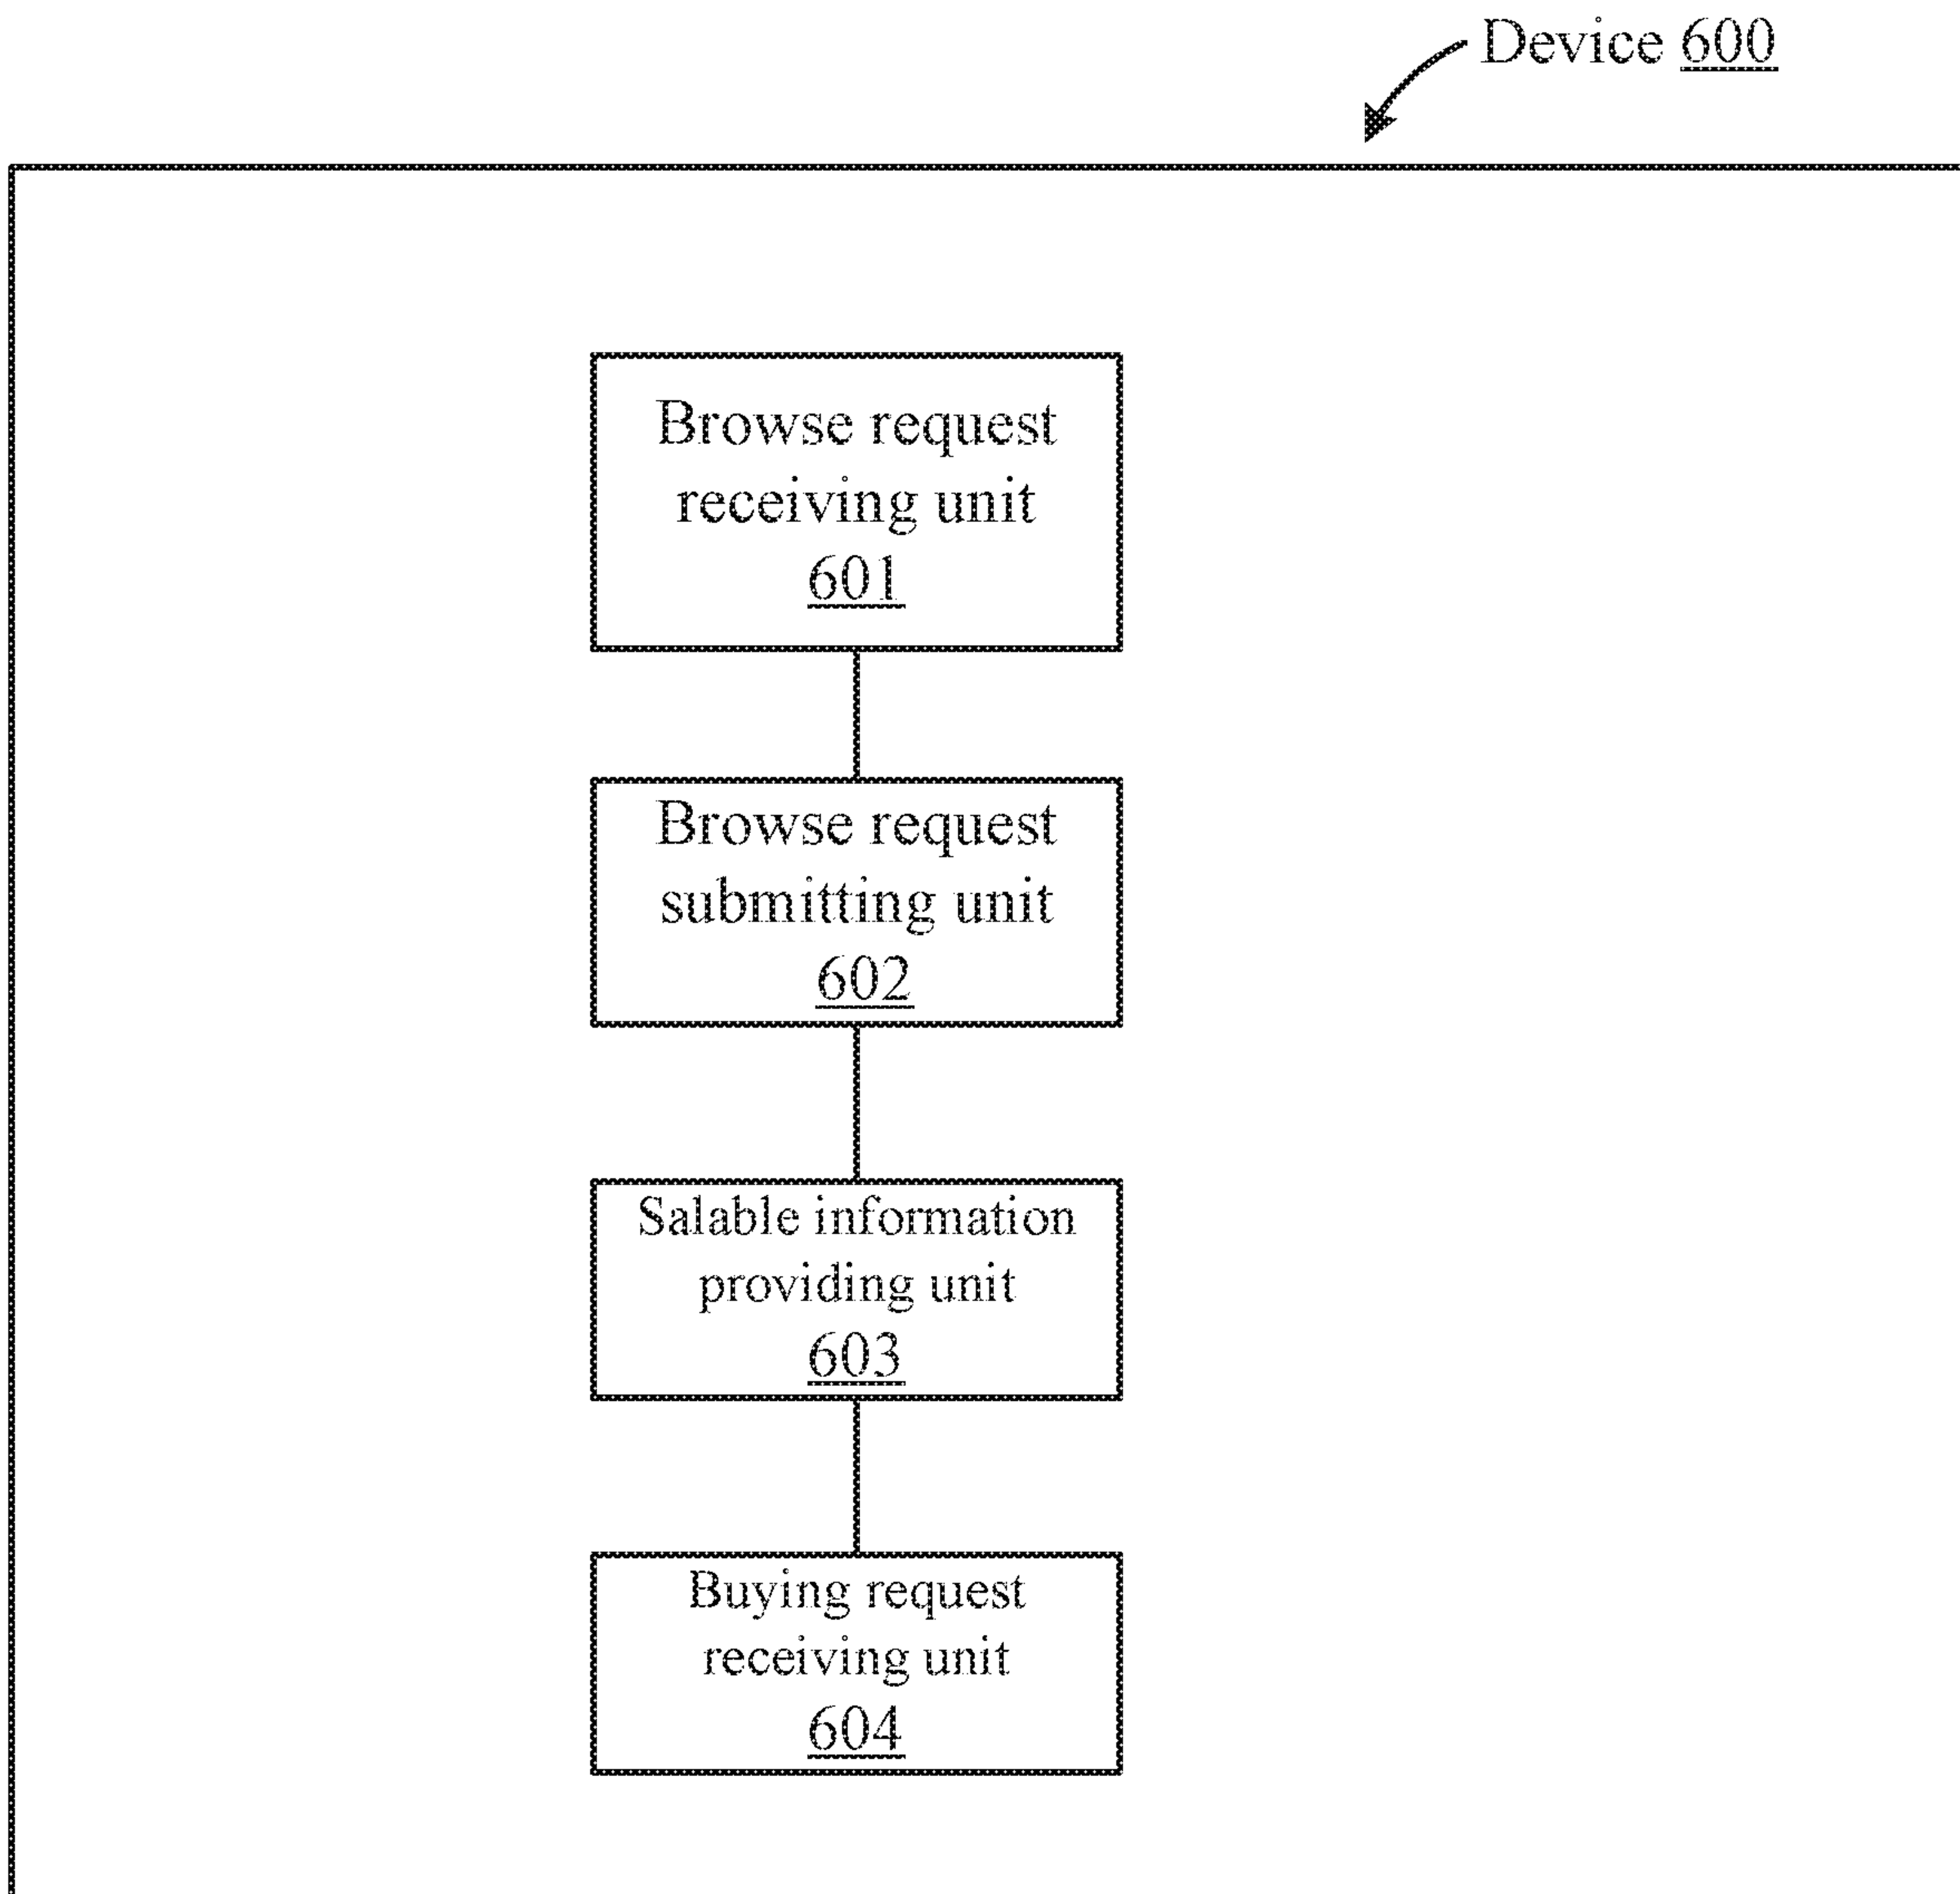 Device 600
Browse request
receiving unit
601
Browse request
submitting unit
602
Salable information
providing unit
603
Buying request
receiving unit
604